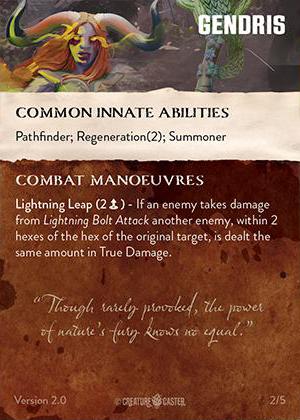 GENDRIS
COMMON INNATE ABILITIES
Pathfinder; Regeneration(2); Summoner
COMBAT MANOEUVRES
Lightning Leap (2 ) - If an enemy takes damage
from Lightning Bolt Attack another enemy, within 2
hexes of the hex of the original target, is dealt the
same amount in True Damage.
“Though rarely provoked, the power
of nature's fury knows no equal.”
Version 2.0
© CREATURE CASTER
2/5